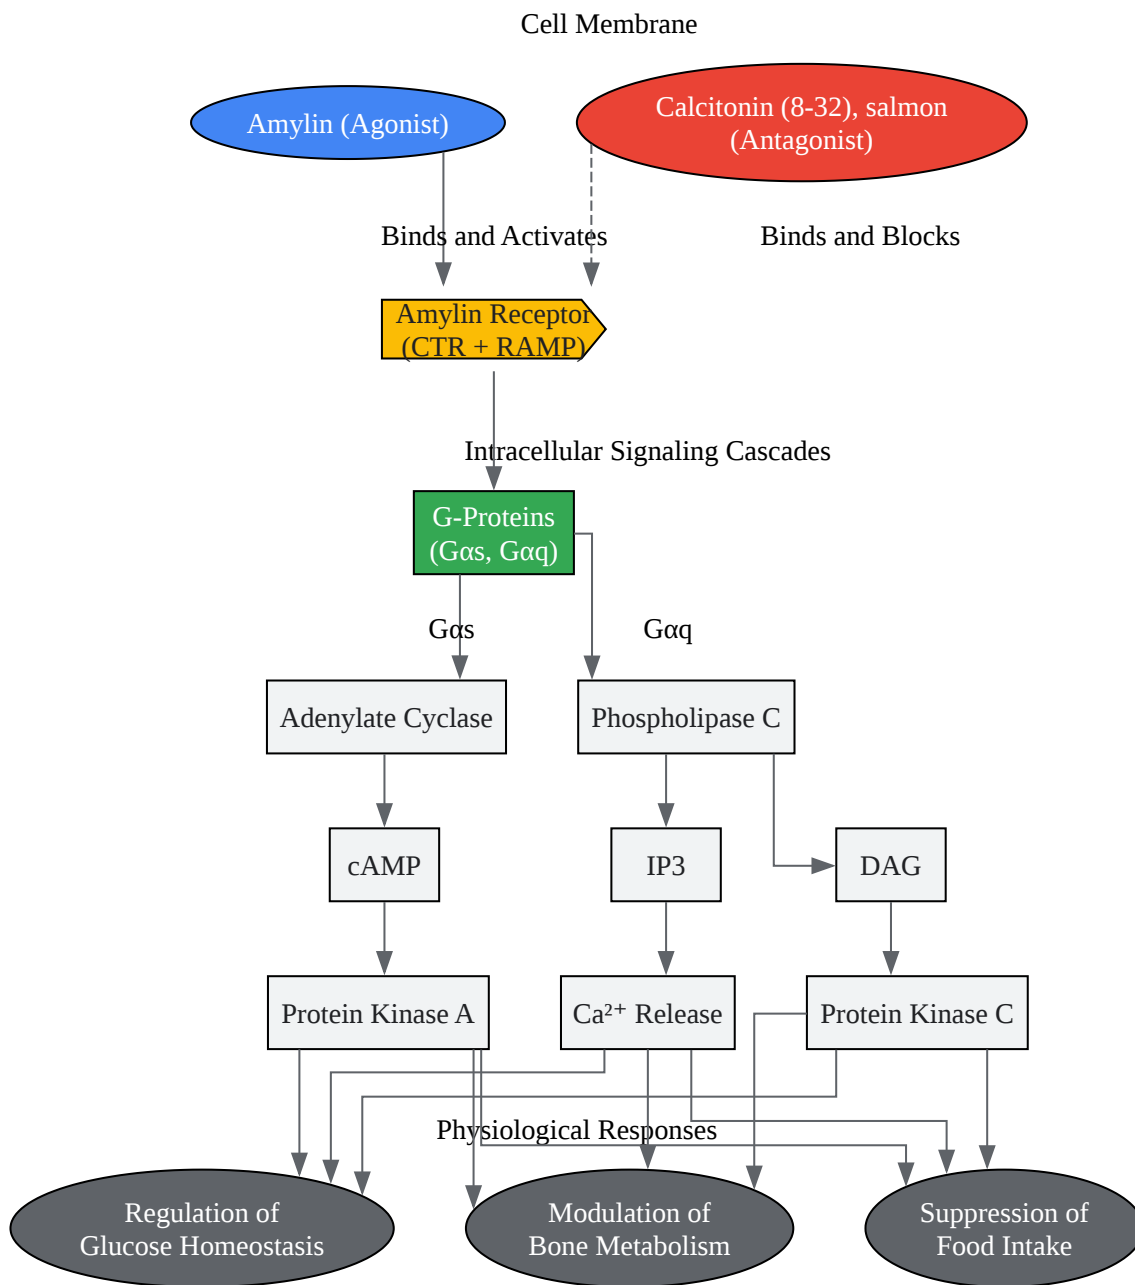 Cell Membrane
Amylin (Agonist)
Calcitonin (8-32), salmon
(Antagonist)
Binds and Activates
Binds and Blocks
Amylin Receptor
(CTR + RAMP)
Intracellular Signaling Cascades
G-Proteins
(Gαs, Gαq)
Gαs
Gαq
Adenylate Cyclase
Phospholipase C
cAMP
IP3
DAG
Protein Kinase A
Ca²⁺ Release
Protein Kinase C
Physiological Responses
Regulation of
Glucose Homeostasis
Modulation of
Bone Metabolism
Suppression of
Food Intake